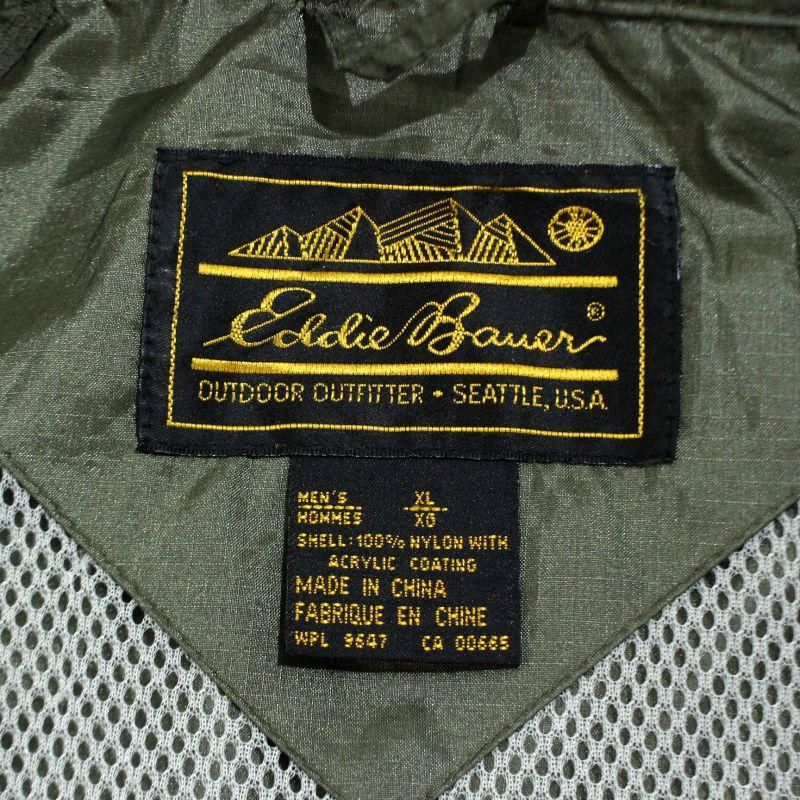 Eddie Bauer®
OUTDOOR OUTFITTER • SEATTLE, U.S.A.
MEN'S XL
HOMMES XG
SHELL: 100% NYLON WITH
ACRYLIC COATING
MADE IN CHINA
FABRIQUE EN CHINE
WPL 9647 CA 00665